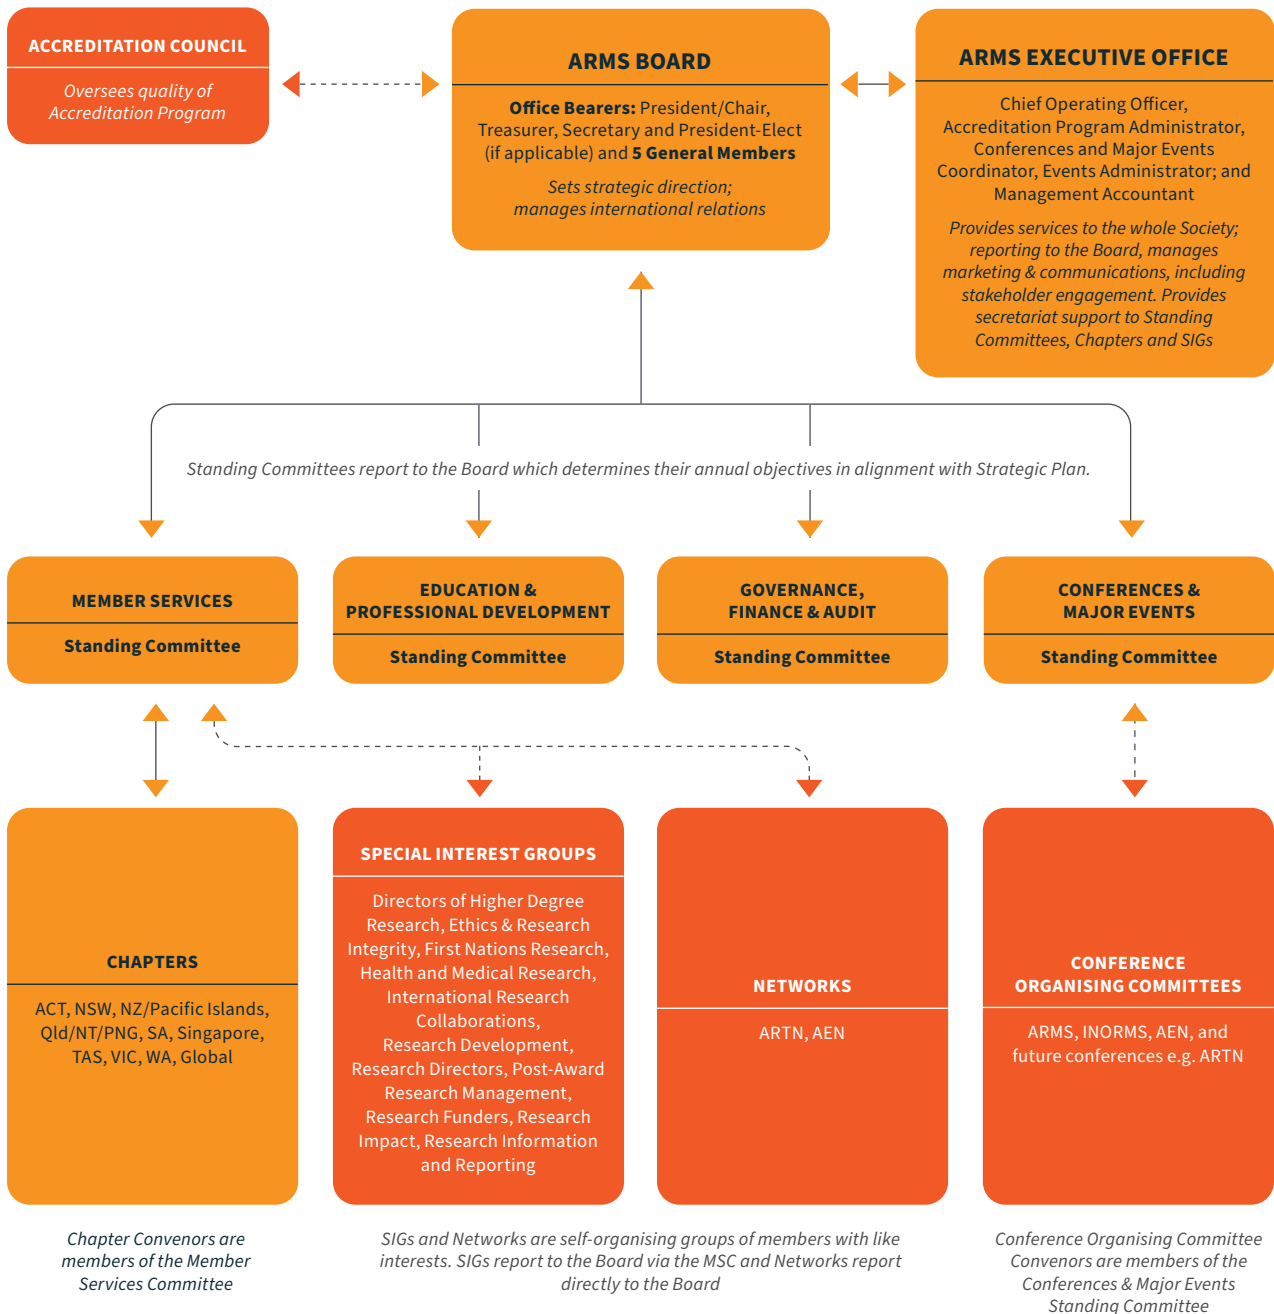 ACCREDITATION COUNCIL
Oversees quality of
Accreditation Program
ARMS BOARD
Office Bearers: President/Chair,
Treasurer, Secretary and President-Elect
(if applicable) and 5 General Members
Sets strategic direction;
manages international relations
ARMS EXECUTIVE OFFICE
Chief Operating Officer,
Accreditation Program Administrator,
Conferences and Major Events
Coordinator, Events Administrator; and
Management Accountant
Provides services to the whole Society;
reporting to the Board, manages
marketing & communications, including
stakeholder engagement. Provides
secretariat support to Standing
Committees, Chapters and SIGs
Standing Committees report to the Board which determines their annual objectives in alignment with Strategic Plan.
MEMBER SERVICES
Standing Committee
EDUCATION &
PROFESSIONAL DEVELOPMENT
Standing Committee
GOVERNANCE,
FINANCE & AUDIT
Standing Committee
CONFERENCES &
MAJOR EVENTS
Standing Committee
CHAPTERS
ACT, NSW, NZ/Pacific Islands,
Qld/NT/PNG, SA, Singapore,
TAS, VIC, WA, Global
SPECIAL INTEREST GROUPS
Directors of Higher Degree
Research, Ethics & Research
Integrity, First Nations Research,
Health and Medical Research,
International Research
Collaborations,
Research Development,
Research Directors, Post-Award
Research Management,
Research Funders, Research
Impact, Research Information
and Reporting
NETWORKS
ARTN, AEN
CONFERENCE
ORGANISING COMMITTEES
ARMS, INORMS, AEN, and
future conferences e.g. ARTN
Chapter Convenors are
members of the Member
Services Committee
SIGs and Networks are self-organising groups of members with like
interests. SIGs report to the Board via the MSC and Networks report
directly to the Board
Conference Organising Committee
Convenors are members of the
Conferences & Major Events
Standing Committee